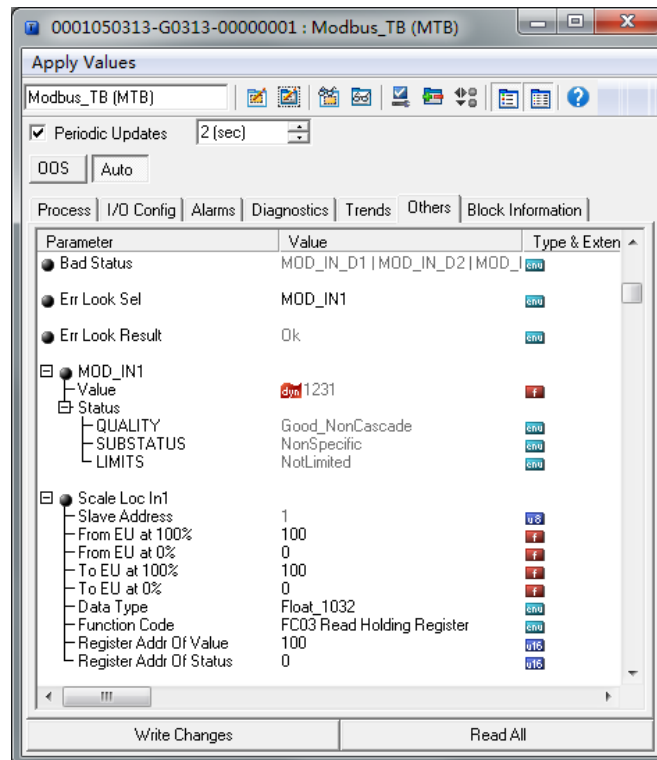 0001050313-G0313-00000001 : Modbus_TB (MTB)
Apply Values
Modbus_TB (MTB)
Periodic Updates 2 (sec)
OOS Auto
Process I/O Config Alarms Diagnostics Trends Others Block Information
Parameter Value Type & Exten
Bad Status MOD_IN_D1 | MOD_IN_D2 | MOD_I enu
Err Look Sel MOD_IN1 enu
Err Look Result Ok enu
MOD_IN1
Value dyn 1231 f
Status
QUALITY Good_NonCascade enu
SUBSTATUS NonSpecific enu
LIMITS NotLimited enu
Scale Loc In1
Slave Address 1 u8
From EU at 100% 100 f
From EU at 0% 0 f
To EU at 100% 100 f
To EU at 0% 0 f
Data Type Float_1032 enu
Function Code FC03 Read Holding Register enu
Register Addr Of Value 100 u16
Register Addr Of Status 0 u16
Write Changes Read All